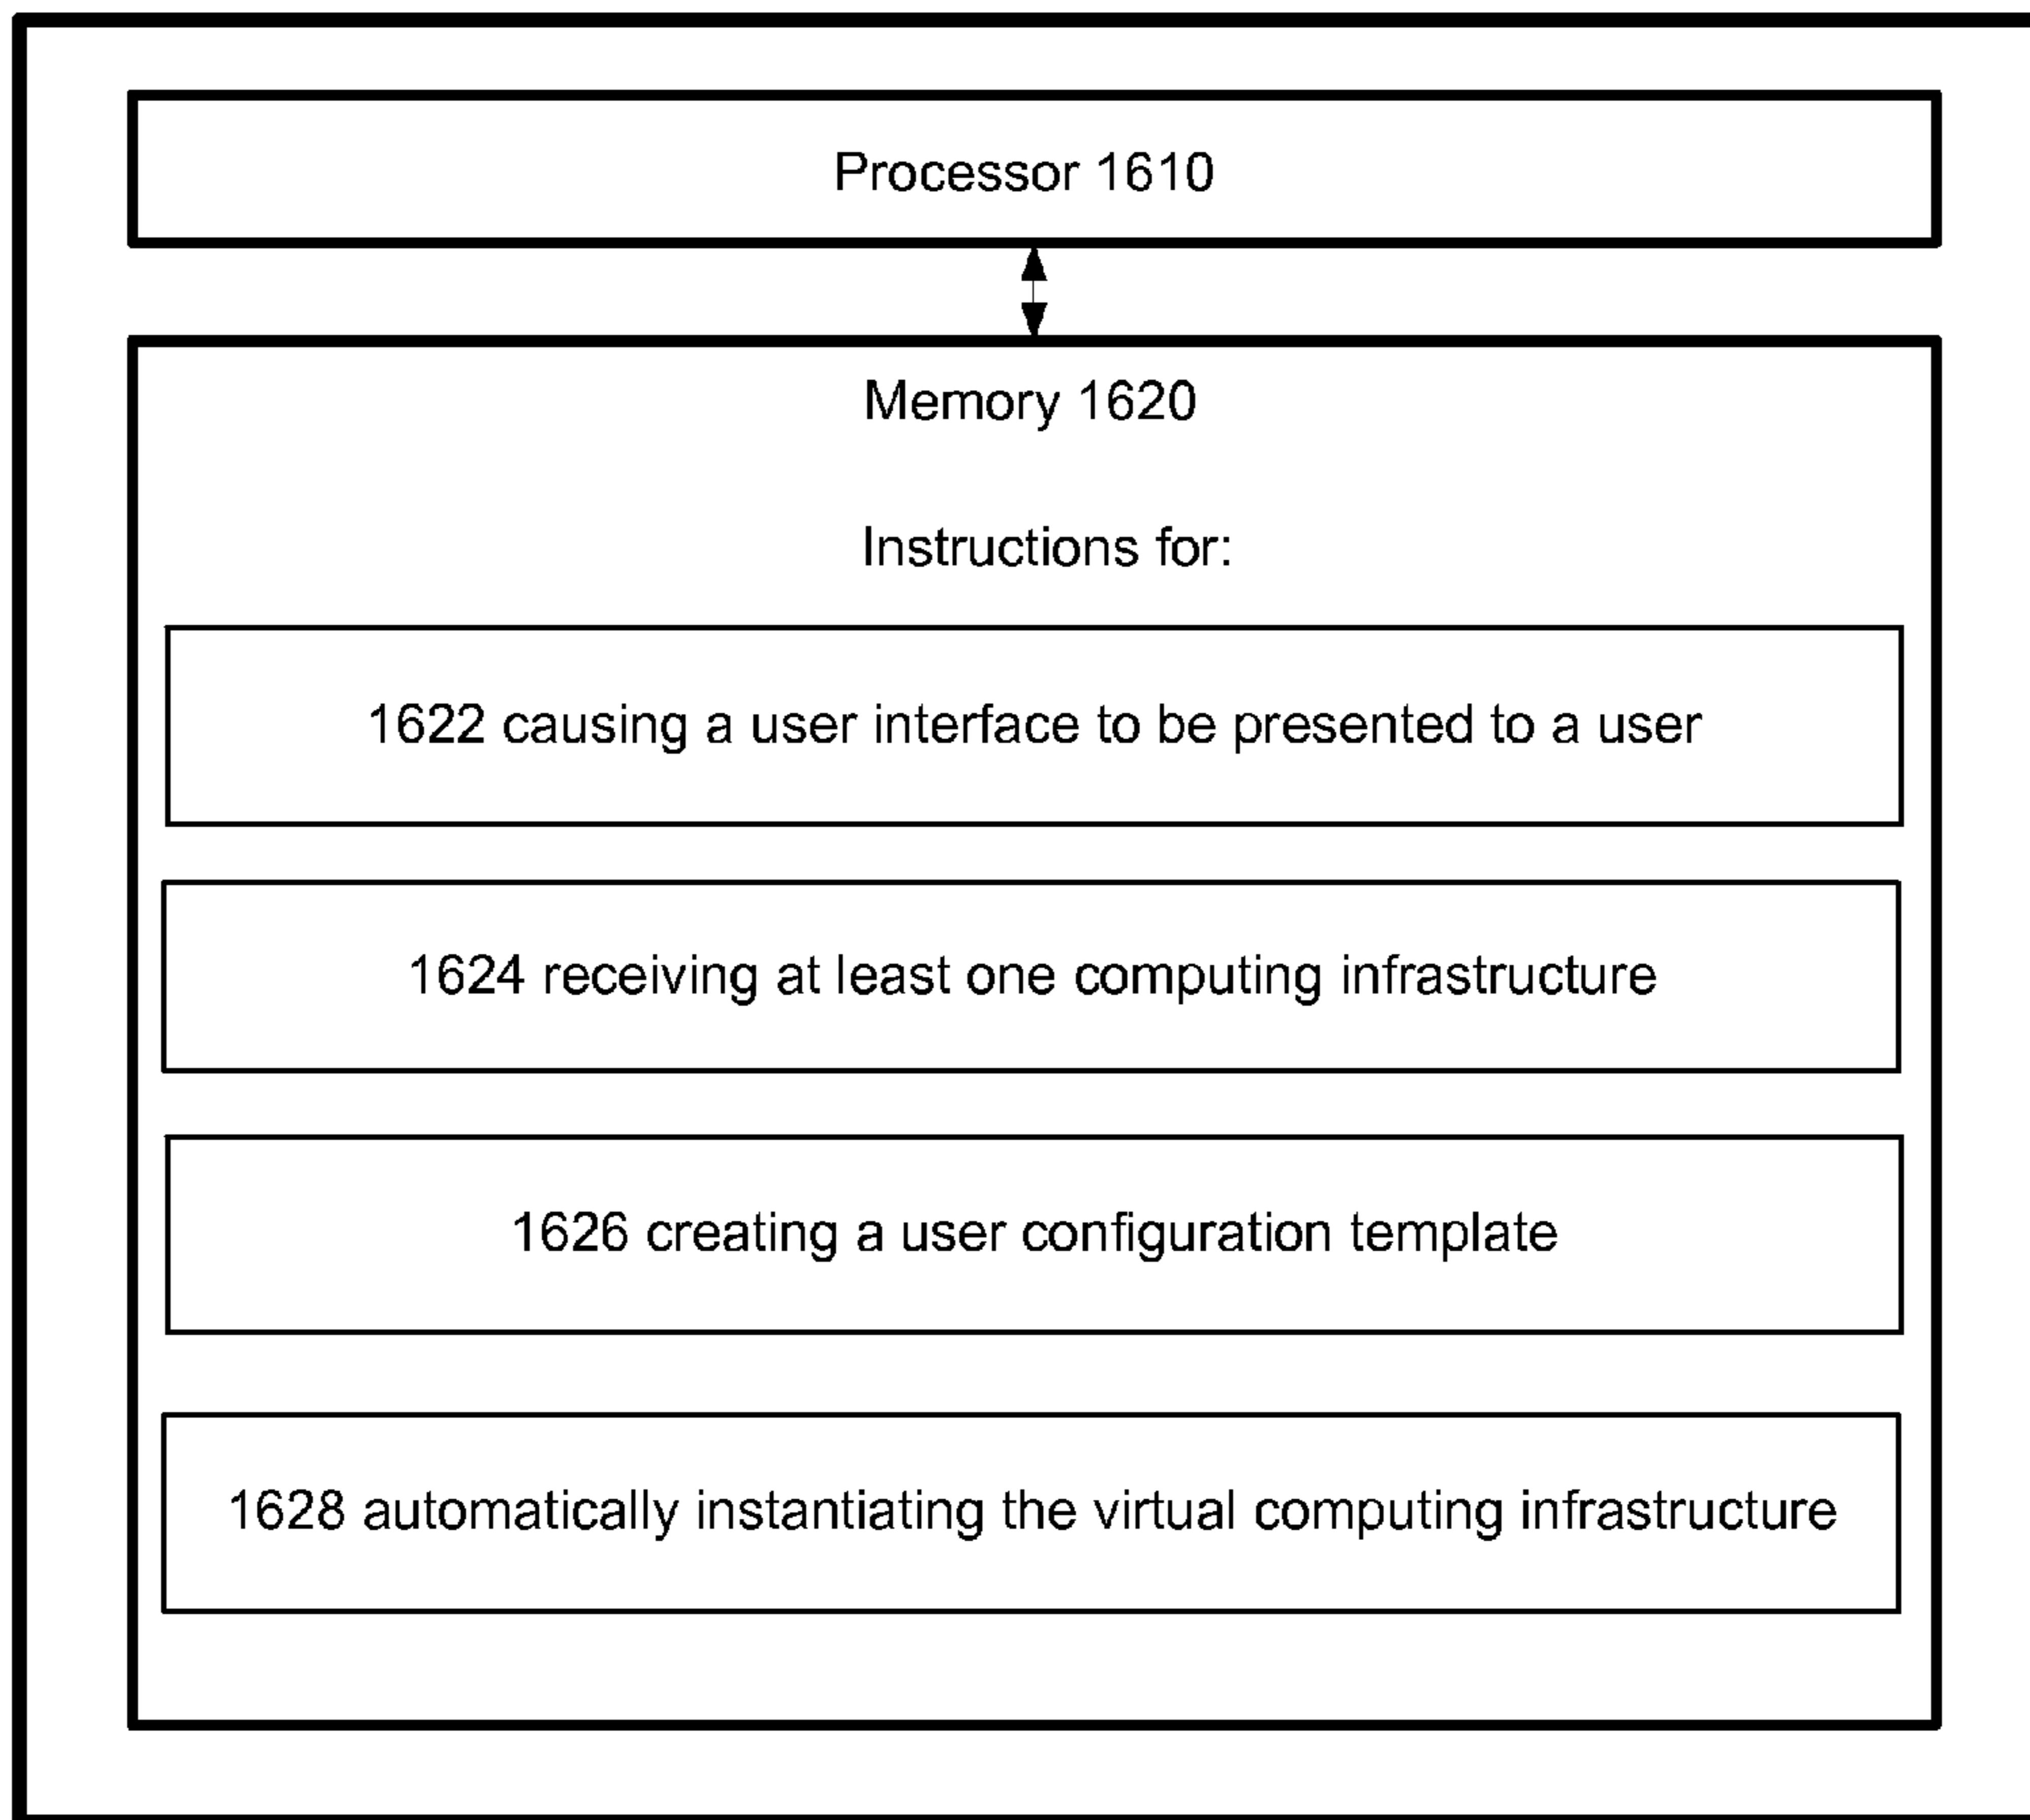 Processor 1610
Memory 1620
Instructions for:
1622 causing a user interface to be presented to a user
1624 receiving at least one computing infrastructure
1626 creating a user configuration template
1628 automatically instantiating the virtual computing infrastructure